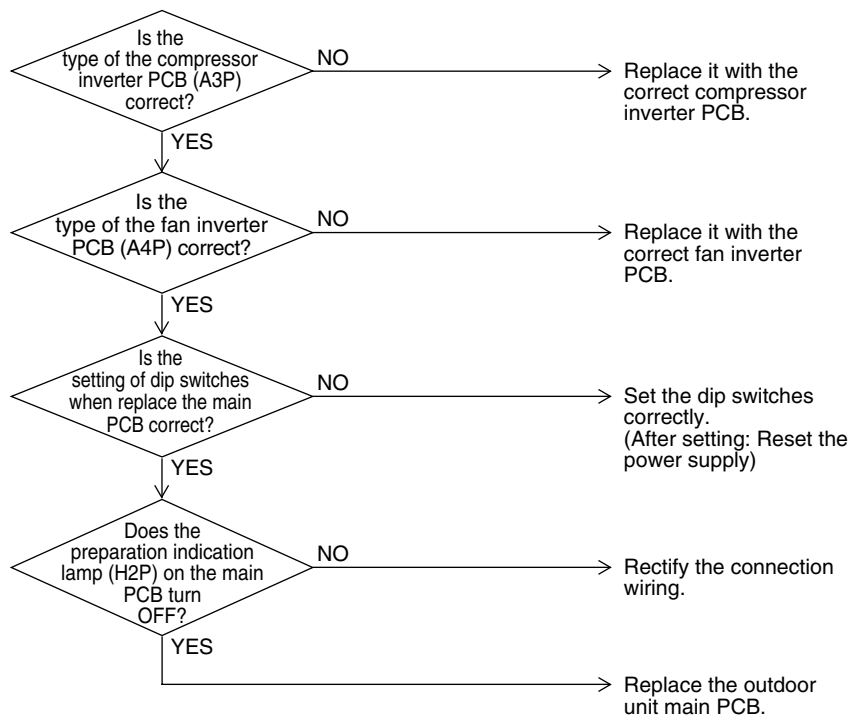 Is the
type of the compressor
inverter PCB (A3P)
correct?
NO
Replace it with the
correct compressor
inverter PCB.
YES
Is the
type of the fan inverter
PCB (A4P) correct?
NO
Replace it with the
correct fan inverter
PCB.
YES
Is the
setting of dip switches
when replace the main
PCB correct?
NO
Set the dip switches
correctly.
(After setting: Reset the
power supply)
YES
Does the
preparation indication
lamp (H2P) on the main
PCB turn
OFF?
NO
Rectify the connection
wiring.
YES
Replace the outdoor
unit main PCB.